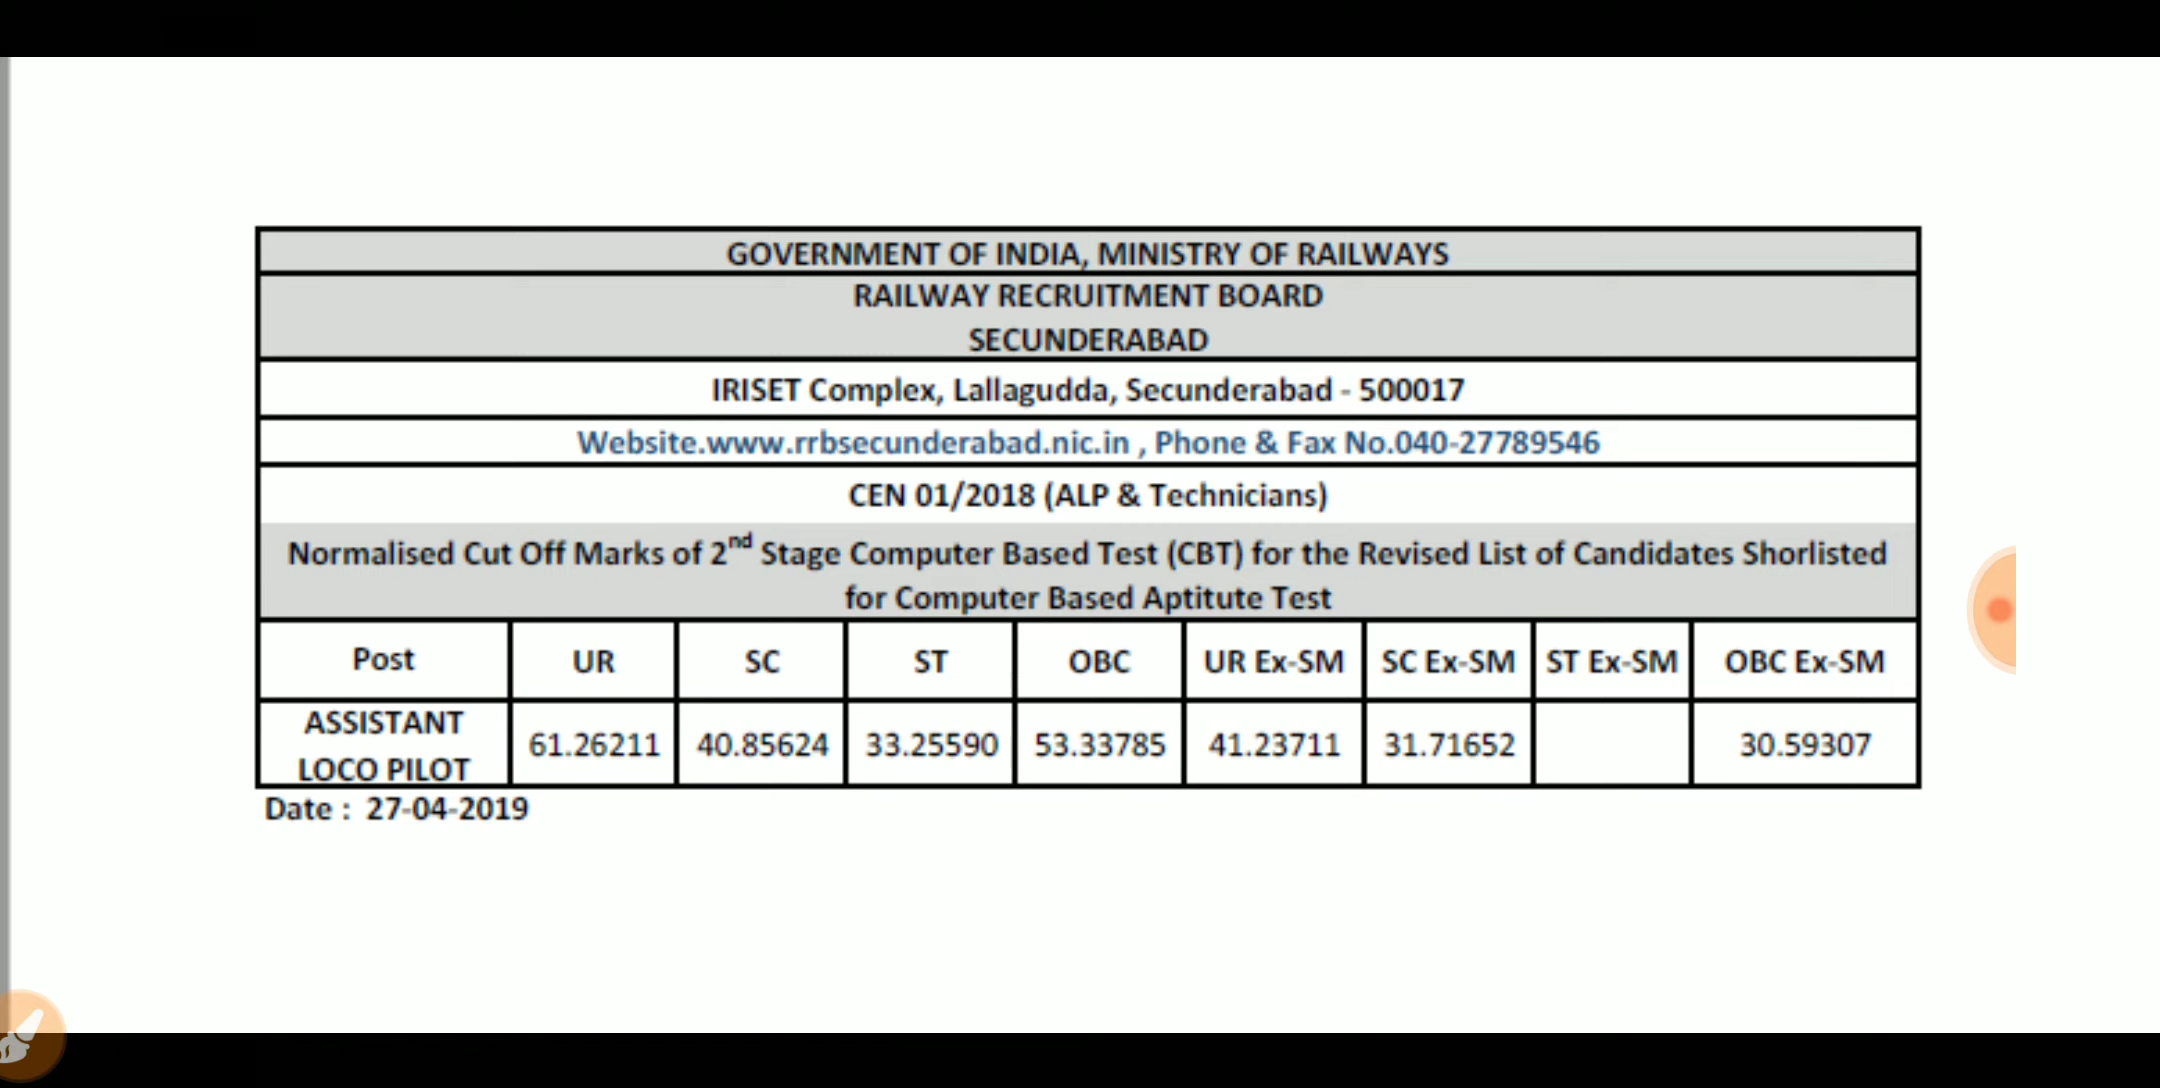 GOVERNMENT OF INDIA, MINISTRY OF RAILWAYS
RAILWAY RECRUITMENT BOARD
SECUNDERABAD
IRISET Complex, Lallagudda, Secunderabad - 500017
Website.www.rrbsecunderabad.nic.in , Phone & Fax No.040-27789546
CEN 01/2018 (ALP & Technicians)
Normalised Cut Off Marks of 2nd Stage Computer Based Test (CBT) for the Revised List of Candidates Shorlisted
for Computer Based Aptitute Test
Post UR SC ST OBC UR Ex-SM SC Ex-SM ST Ex-SM OBC Ex-SM
ASSISTANT
LOCO PILOT 61.26211 40.85624 33.25590 53.33785 41.23711 31.71652 30.59307
Date : 27-04-2019